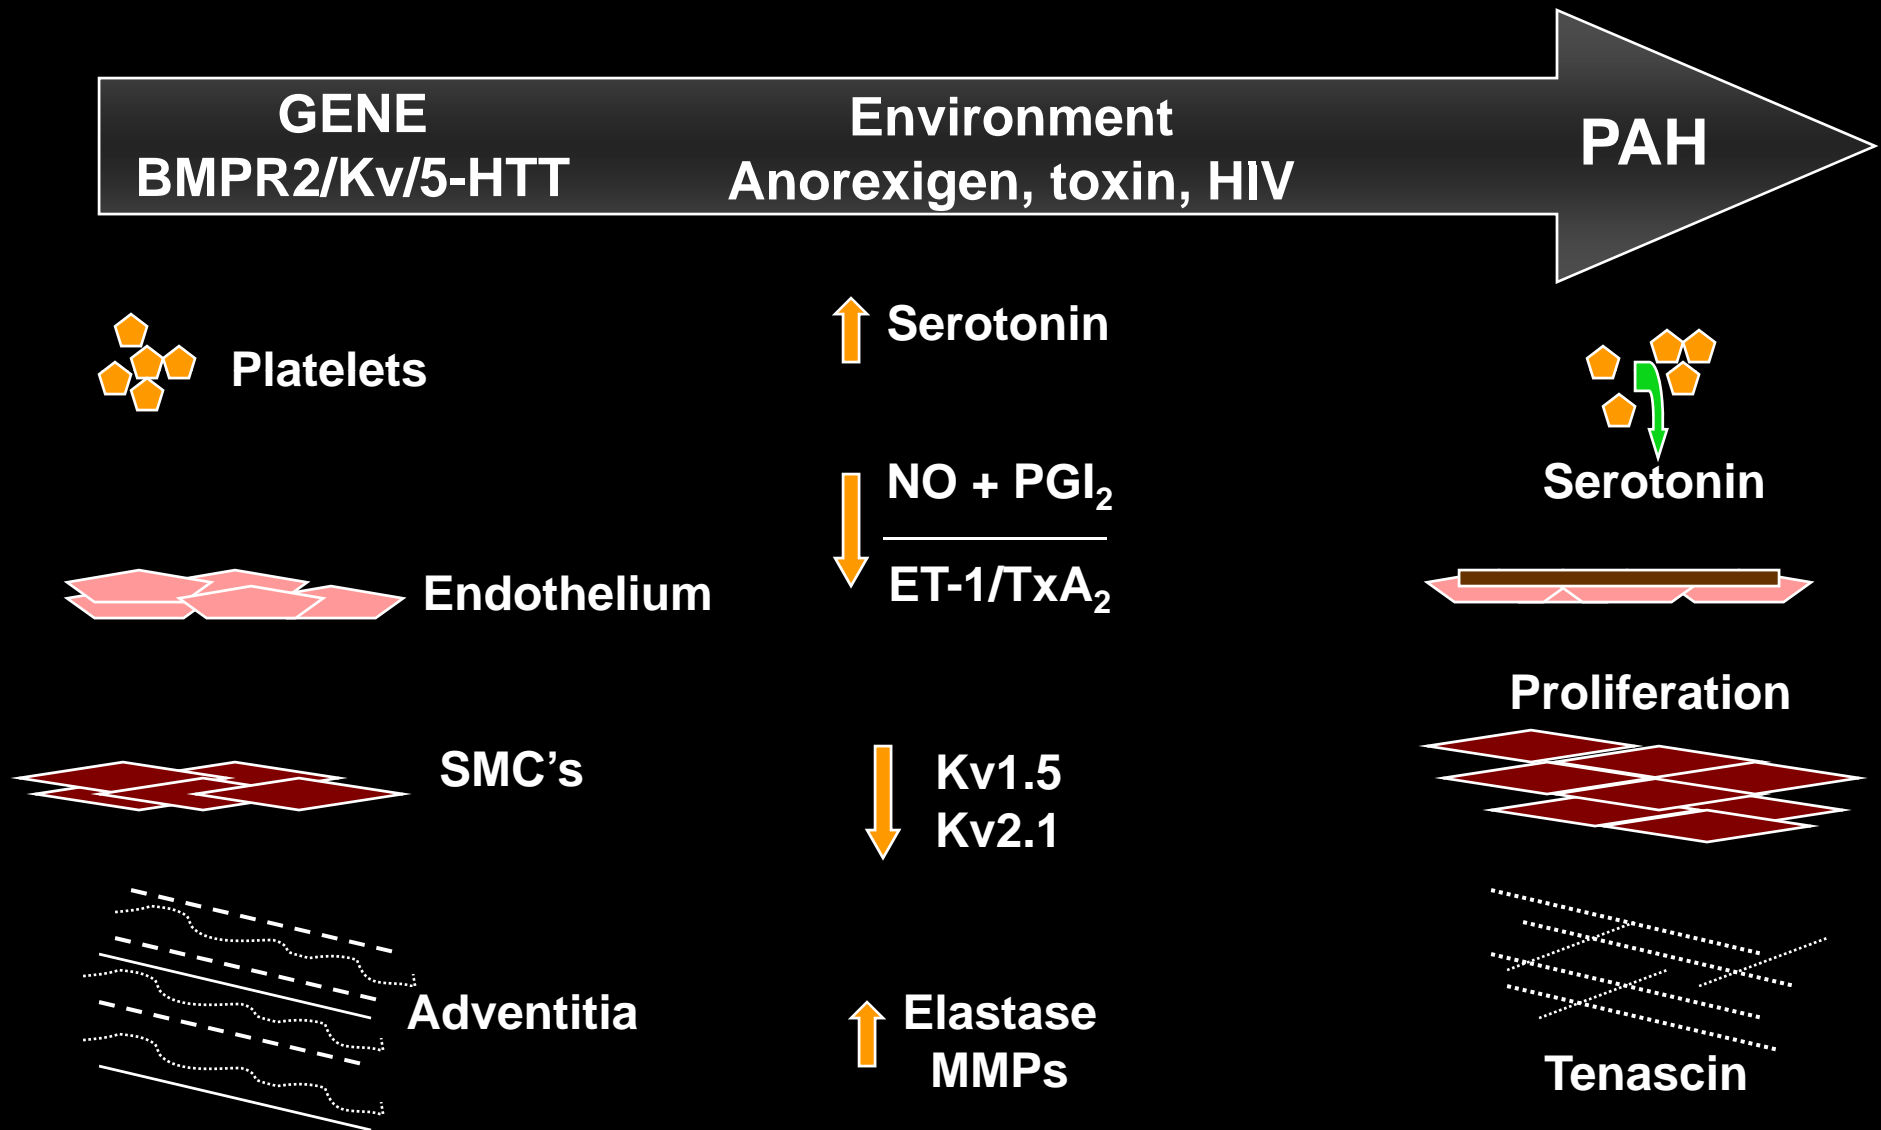 GENE
BMPR2/Kv/5-HTT
Environment
Anorexigen, toxin, HIV
PAH
Platelets
Serotonin
Serotonin
Endothelium
NO + PGI₂
ET-1/TxA₂
Proliferation
SMC’s
Kv1.5
Kv2.1
Adventitia
Elastase
MMPs
Tenascin